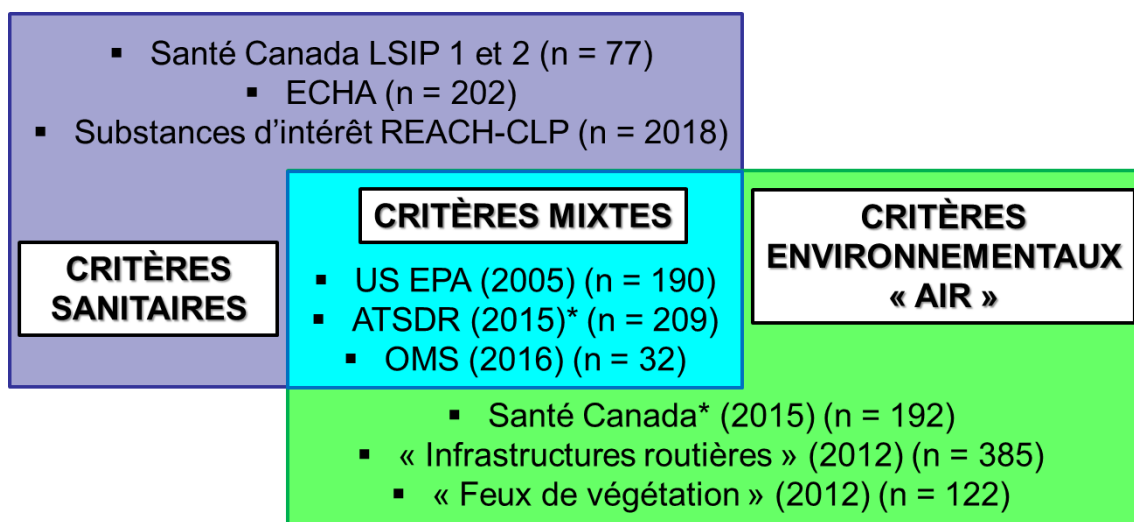 ▪ Santé Canada LSIP 1 et 2 (n = 77)
▪ ECHA (n = 202)
▪ Substances d'intérêt REACH-CLP (n = 2018)
CRITÈRES
SANITAIRES
CRITÈRES MIXTES
▪ US EPA (2005) (n = 190)
▪ ATSDR (2015)* (n = 209)
▪ OMS (2016) (n = 32)
CRITÈRES
ENVIRONNEMENTAUX
« AIR »
▪ Santé Canada* (2015) (n = 192)
▪ « Infrastructures routières » (2012) (n = 385)
▪ « Feux de végétation » (2012) (n = 122)